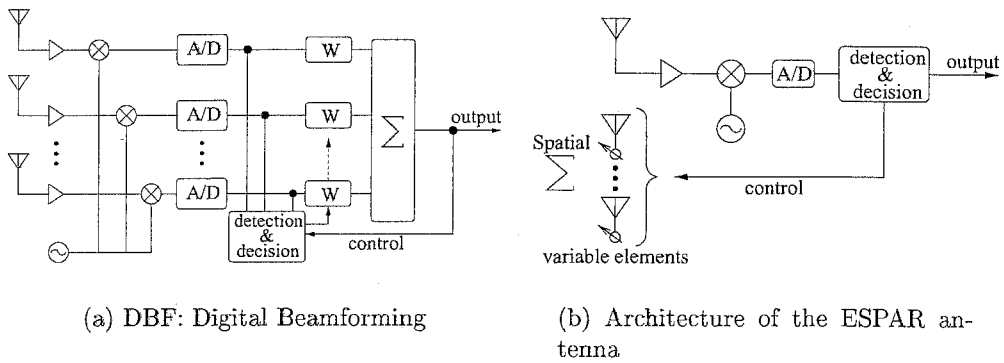 A/D
W
A/D
W
A/D
W
∑
output
detection
&
decision
control
(a) DBF: Digital Beamforming
A/D
detection
&
decision
output
Spatial
∑
control
variable elements
(b) Architecture of the ESPAR an-
tenna